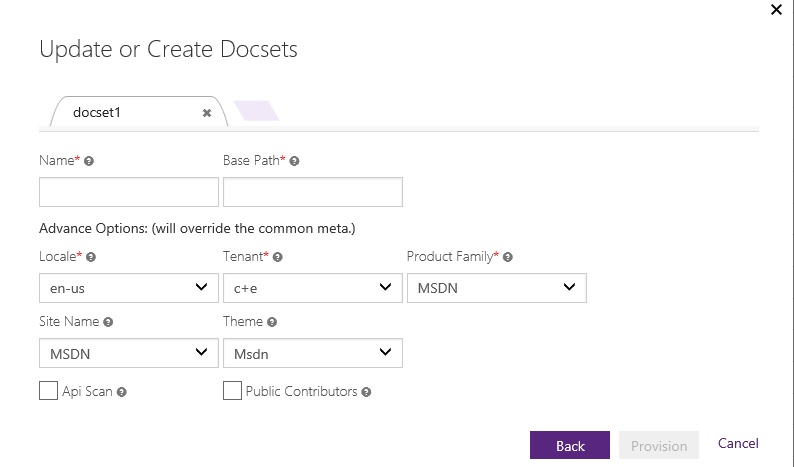 Update or Create Docsets
docset1
Name* Base Path*
Advance Options: (will override the common meta.)
Locale* Tenant* Product Family*
en-us c+e MSDN
Site Name Theme
MSDN Msdn
Api Scan Public Contributors
Back Provision Cancel